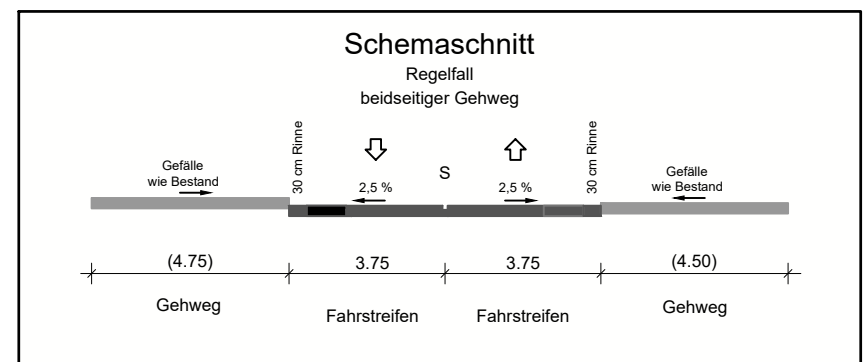 Schemaschnitt
Regelfall
beidseitiger Gehweg
Gefälle
wie Bestand
30 cm Rinne
2,5 %
S
2,5 %
30 cm Rinne
Gefälle
wie Bestand
(4.75)
3.75
3.75
(4.50)
Gehweg
Fahrstreifen
Fahrstreifen
Gehweg